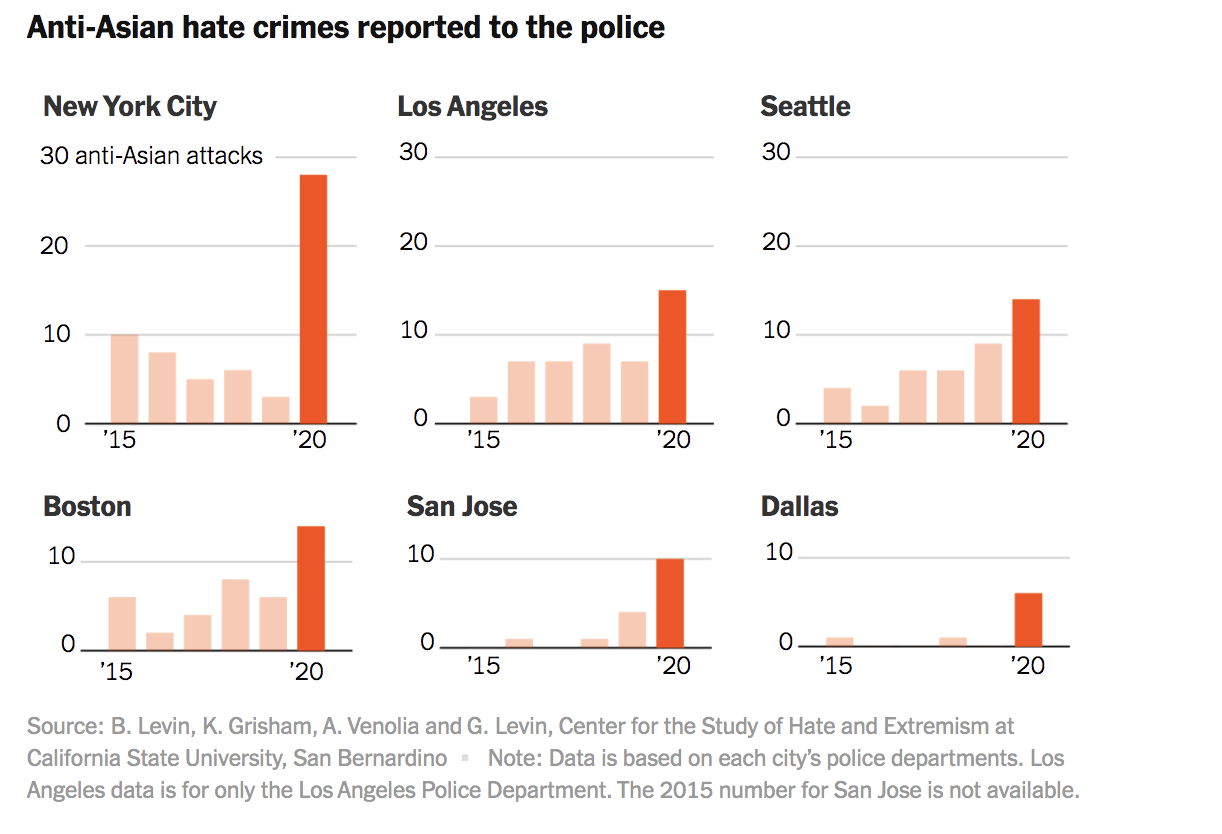 Anti-Asian hate crimes reported to the police
New York City
30 anti-Asian attacks
20
10
0
’15
’20
Los Angeles
30
20
10
0
’15
’20
Seattle
30
20
10
0
’15
’20
Boston
10
0
’15
’20
San Jose
10
0
’15
’20
Dallas
10
0
’15
’20
Source: B. Levin, K. Grisham, A. Venolia and G. Levin, Center for the Study of Hate and Extremism at
California State University, San Bernardino ▪ Note: Data is based on each city’s police departments. Los
Angeles data is for only the Los Angeles Police Department. The 2015 number for San Jose is not available.